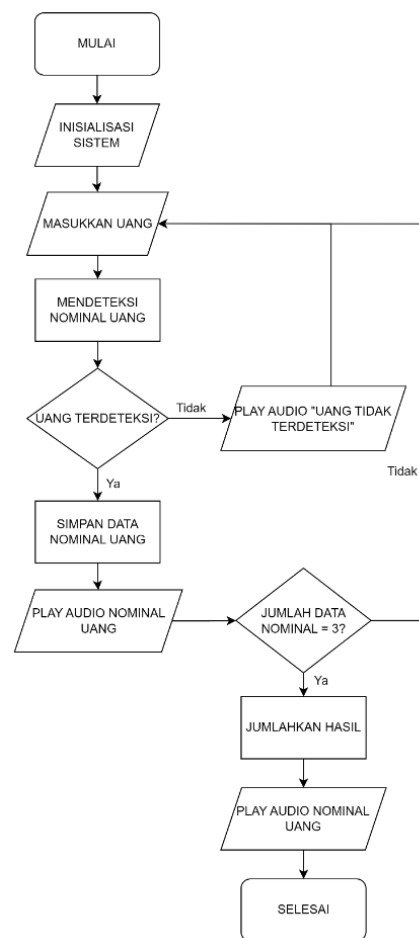 MULAI
INISIALISASI
SISTEM
MASUKKAN UANG
MENDETEKSI
NOMINAL UANG
UANG TERDETEKSI?
Tidak
PLAY AUDIO "UANG TIDAK
TERDETEKSI"
Tidak
Ya
SIMPAN DATA
NOMINAL UANG
PLAY AUDIO NOMINAL
UANG
JUMLAH DATA
NOMINAL = 3?
Ya
JUMLAHKAN HASIL
PLAY AUDIO NOMINAL
UANG
SELESAI